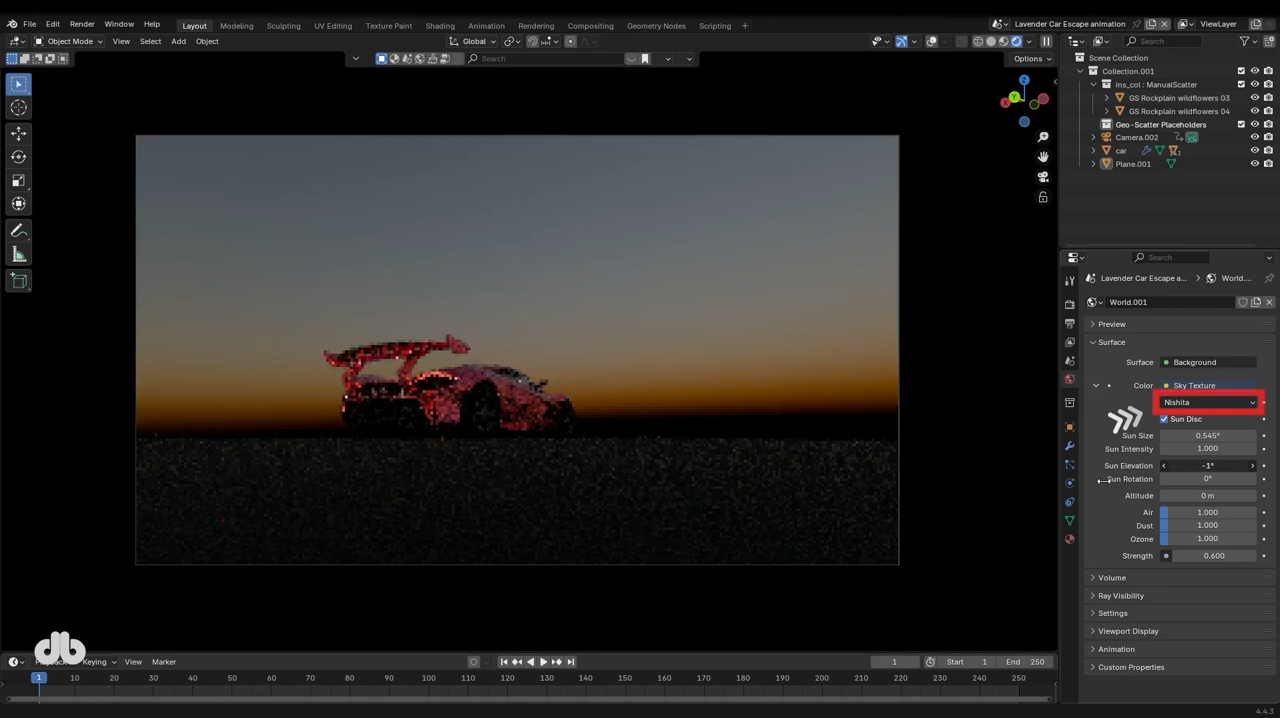 File Edit Render Window Help
Layout Modeling Sculpting UV Editing Texture Paint Shading Animation Rendering Compositing Geometry Nodes Scripting
Lavender Car Escape animation
ViewLayer
Object Mode View Select Add Object
Global
Search
Search
Options
X
Y
Z
Scene Collection
Collection.001
ins_col : ManualScatter
GS Rockplain wildflowers 03
GS Rockplain wildflowers 04
Geo-Scatter Placeholders
Camera.002
car
Plane.001
Search
Lavender Car Escape a... World....
World.001
Preview
Surface
Surface Background
Color Sky Texture
Nishita
Sun Disc
Sun Size 0.545°
Sun Intensity 1.000
Sun Elevation -1°
Sun Rotation 0°
Altitude 0 m
Air 1.000
Dust 1.000
Ozone 1.000
Strength 0.600
Volume
Ray Visibility
Settings
Viewport Display
Animation
Custom Properties
db
Keying View Marker
1 Start 1 End 250
1 10 20 30 40 50 60 70 80 90 100 110 120 130 140 150 160 170 180 190 200 210 220 230 240 250
4.4.3